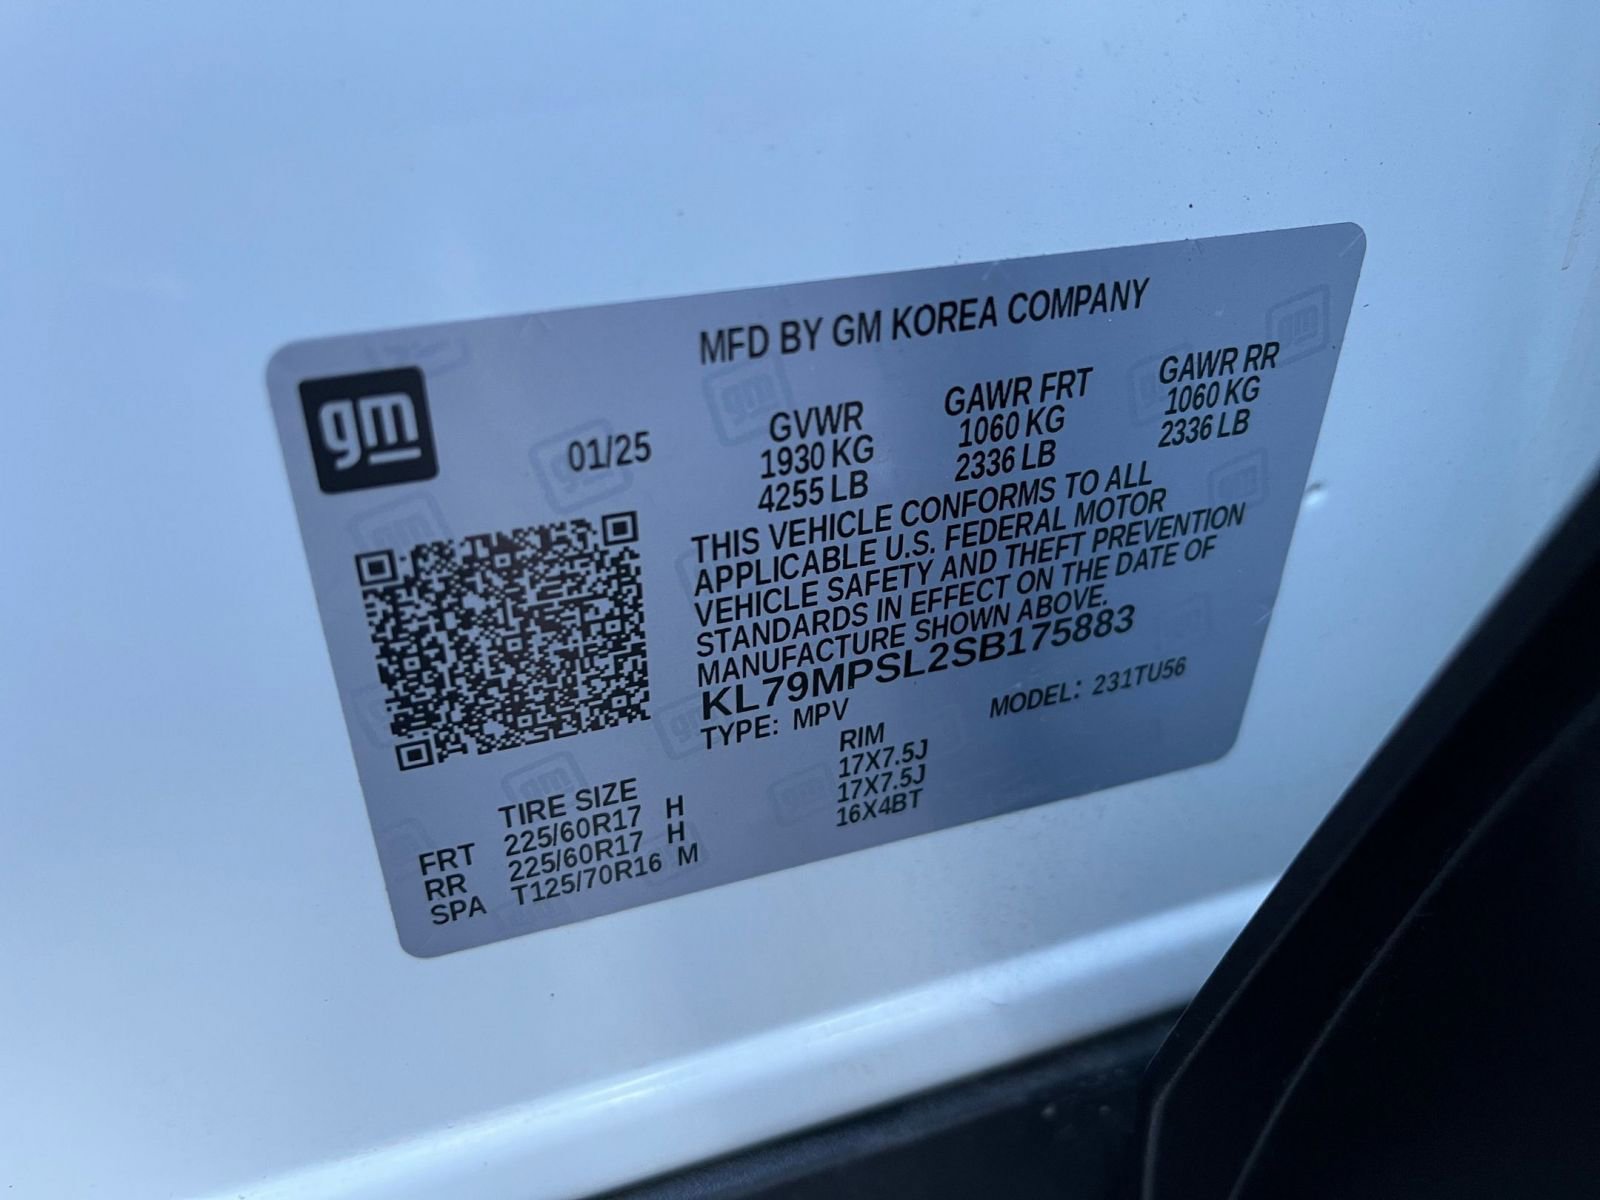 gm
MFD BY GM KOREA COMPANY
01/25
GVWR GAWR FRT GAWR RR
1930 KG 1060 KG 1060 KG
4255 LB 2336 LB 2336 LB
THIS VEHICLE CONFORMS TO ALL
APPLICABLE U.S. FEDERAL MOTOR
VEHICLE SAFETY AND THEFT PREVENTION
STANDARDS IN EFFECT ON THE DATE OF
MANUFACTURE SHOWN ABOVE.
KL79MPSL2SB175883
TYPE: MPV MODEL: 231TU56
TIRE SIZE RIM
FRT 225/60R17 H 17X7.5J
RR 225/60R17 H 17X7.5J
SPA T125/70R16 M 16X4BT